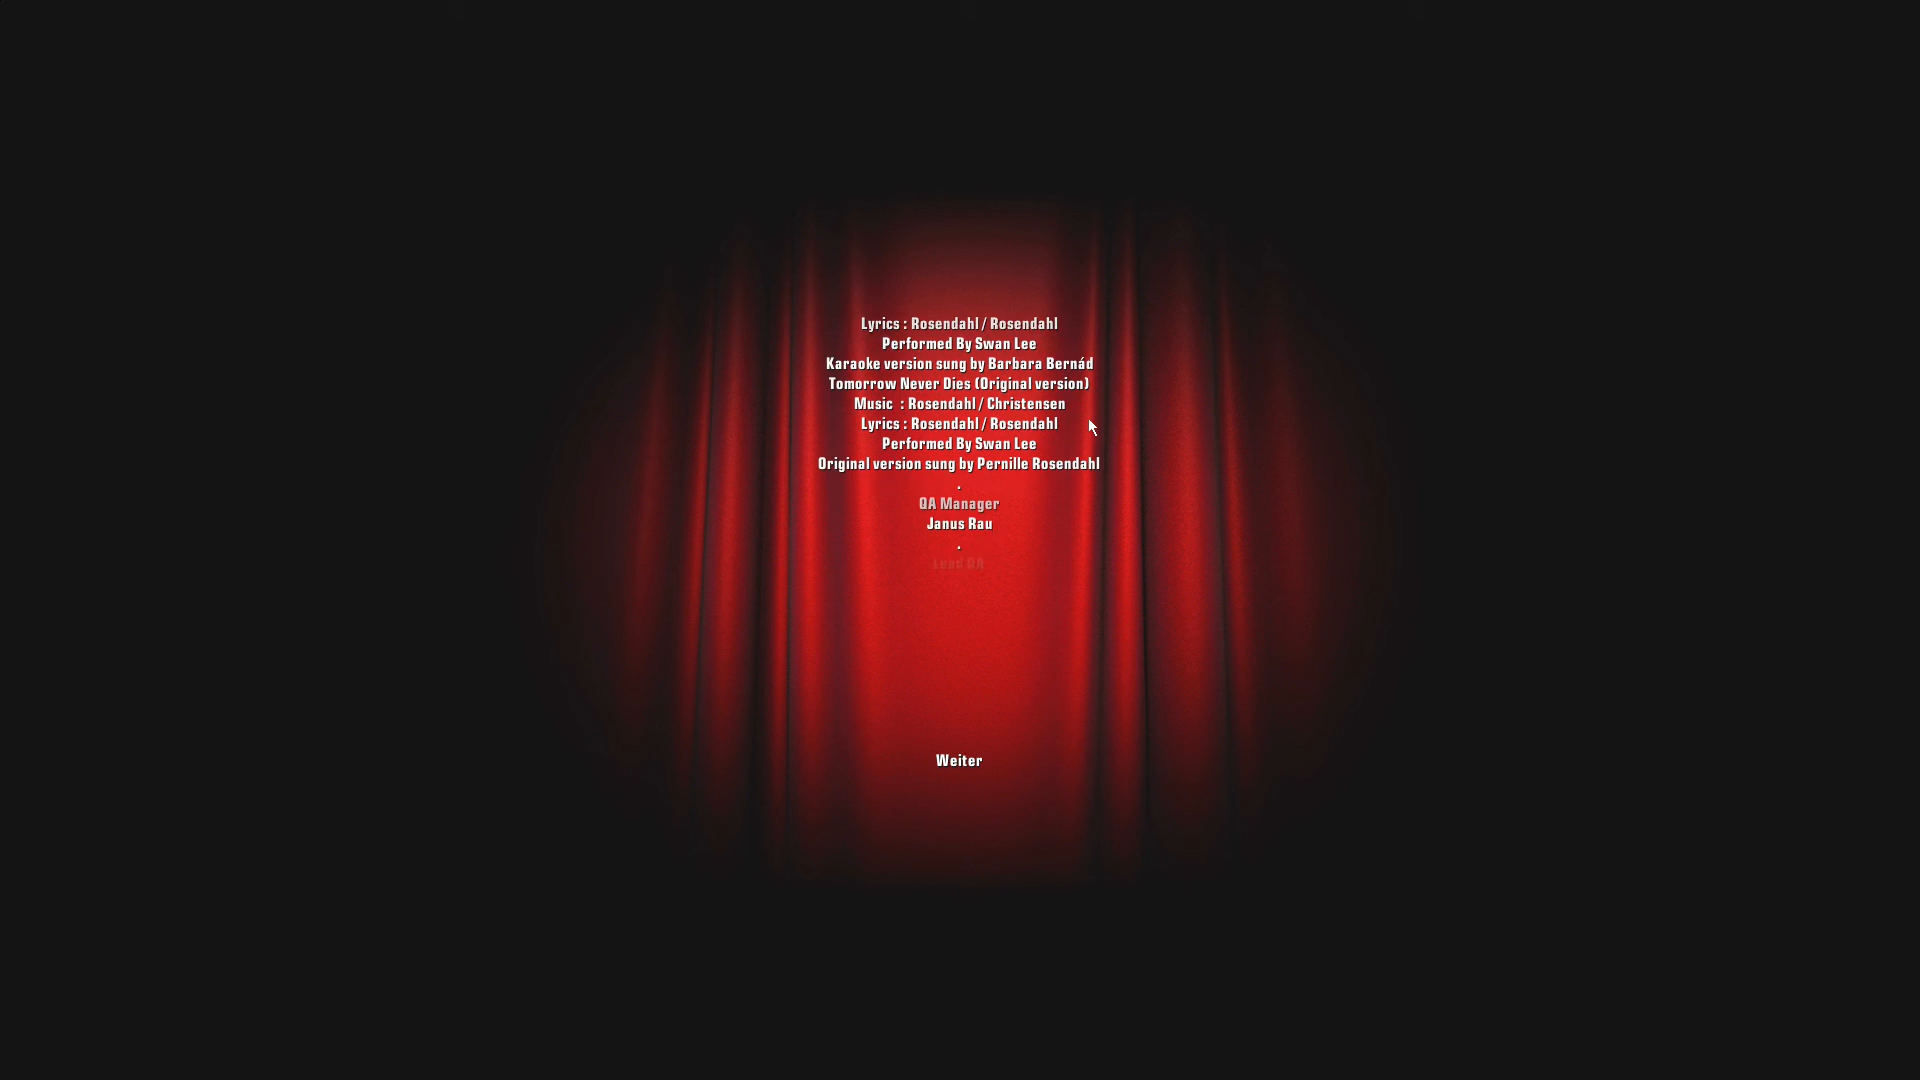 Lyrics : Rosendahl / Rosendahl
Performed By Swan Lee
Karaoke version sung by Barbara Bernád
Tomorrow Never Dies (Original version)
Music  : Rosendahl / Christensen
Lyrics : Rosendahl / Rosendahl
Performed By Swan Lee
Original version sung by Pernille Rosendahl
.
QA Manager
Janus Rau
.
Lead QA
Weiter